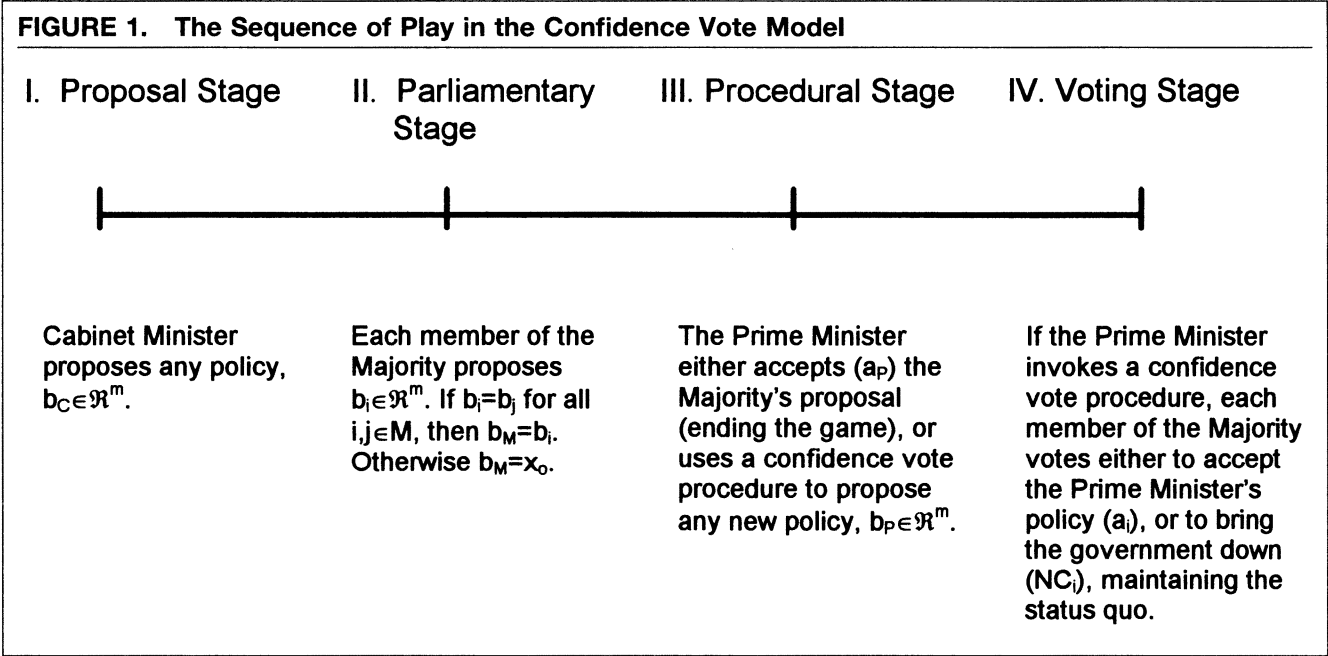 FIGURE 1. The Sequence of Play in the Confidence Vote Model
I. Proposal Stage
II. Parliamentary
Stage
III. Procedural Stage
IV. Voting Stage
Cabinet Minister
proposes any policy,
b_C∈ℜ^m.
Each member of the
Majority proposes
b_i∈ℜ^m. If b_i=b_j for all
i,j∈M, then b_M=b_i.
Otherwise b_M=x_o.
The Prime Minister
either accepts (a_P) the
Majority's proposal
(ending the game), or
uses a confidence vote
procedure to propose
any new policy, b_P∈ℜ^m.
If the Prime Minister
invokes a confidence
vote procedure, each
member of the Majority
votes either to accept
the Prime Minister's
policy (a_i), or to bring
the government down
(NC_i), maintaining the
status quo.